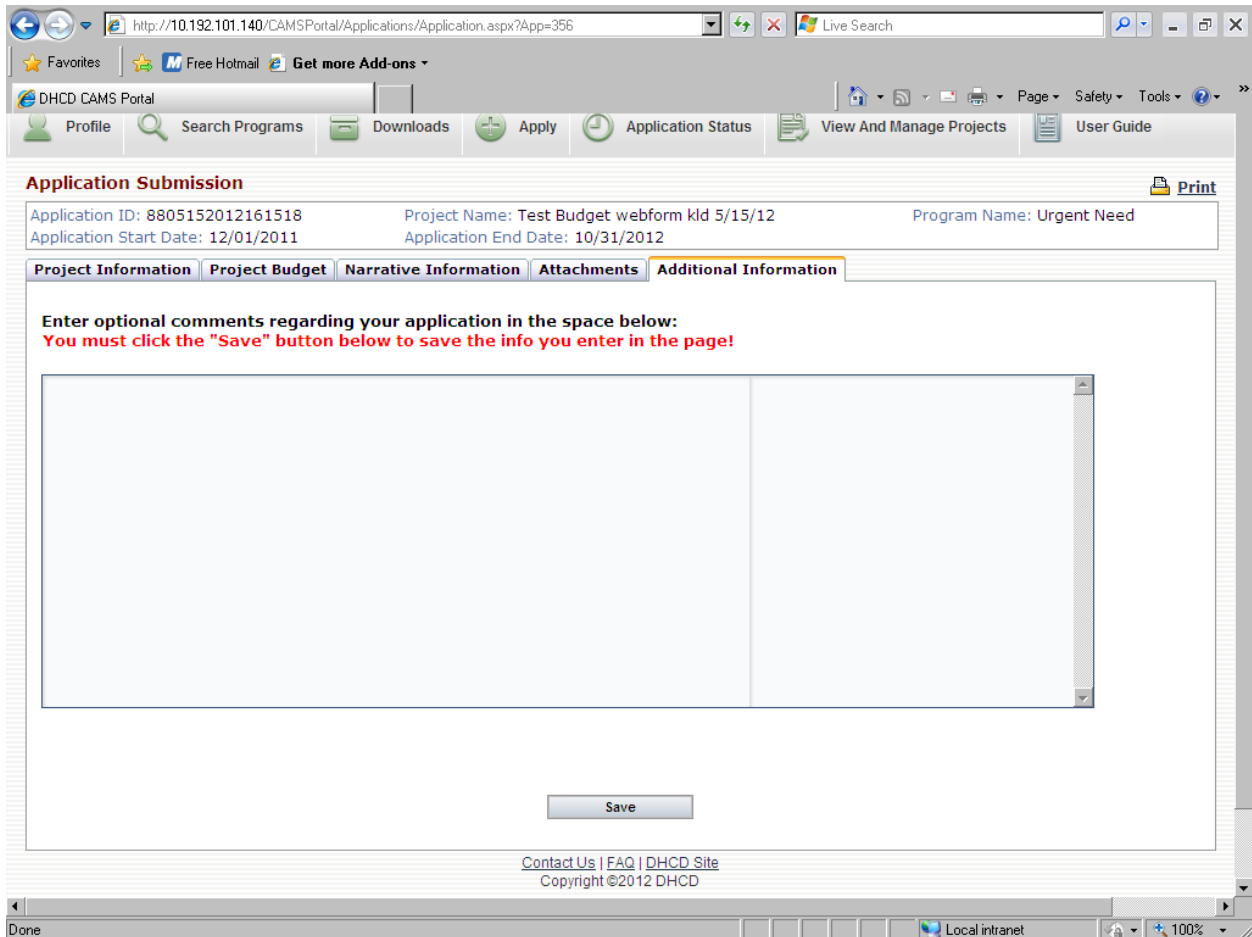 http://10.192.101.140/CAMSPortal/Applications/Application.aspx?App=356 Live Search
Favorites Free Hotmail Get more Add-ons
DHCD CAMS Portal Page Safety Tools »
Profile Search Programs Downloads Apply Application Status View And Manage Projects User Guide
Application Submission Print
Application ID: 8805152012161518 Project Name: Test Budget webform kld 5/15/12 Program Name: Urgent Need
Application Start Date: 12/01/2011 Application End Date: 10/31/2012
Project Information Project Budget Narrative Information Attachments Additional Information
Enter optional comments regarding your application in the space below:
You must click the "Save" button below to save the info you enter in the page!
Save
Contact Us | FAQ | DHCD Site
Copyright ©2012 DHCD
Done Local intranet 100%